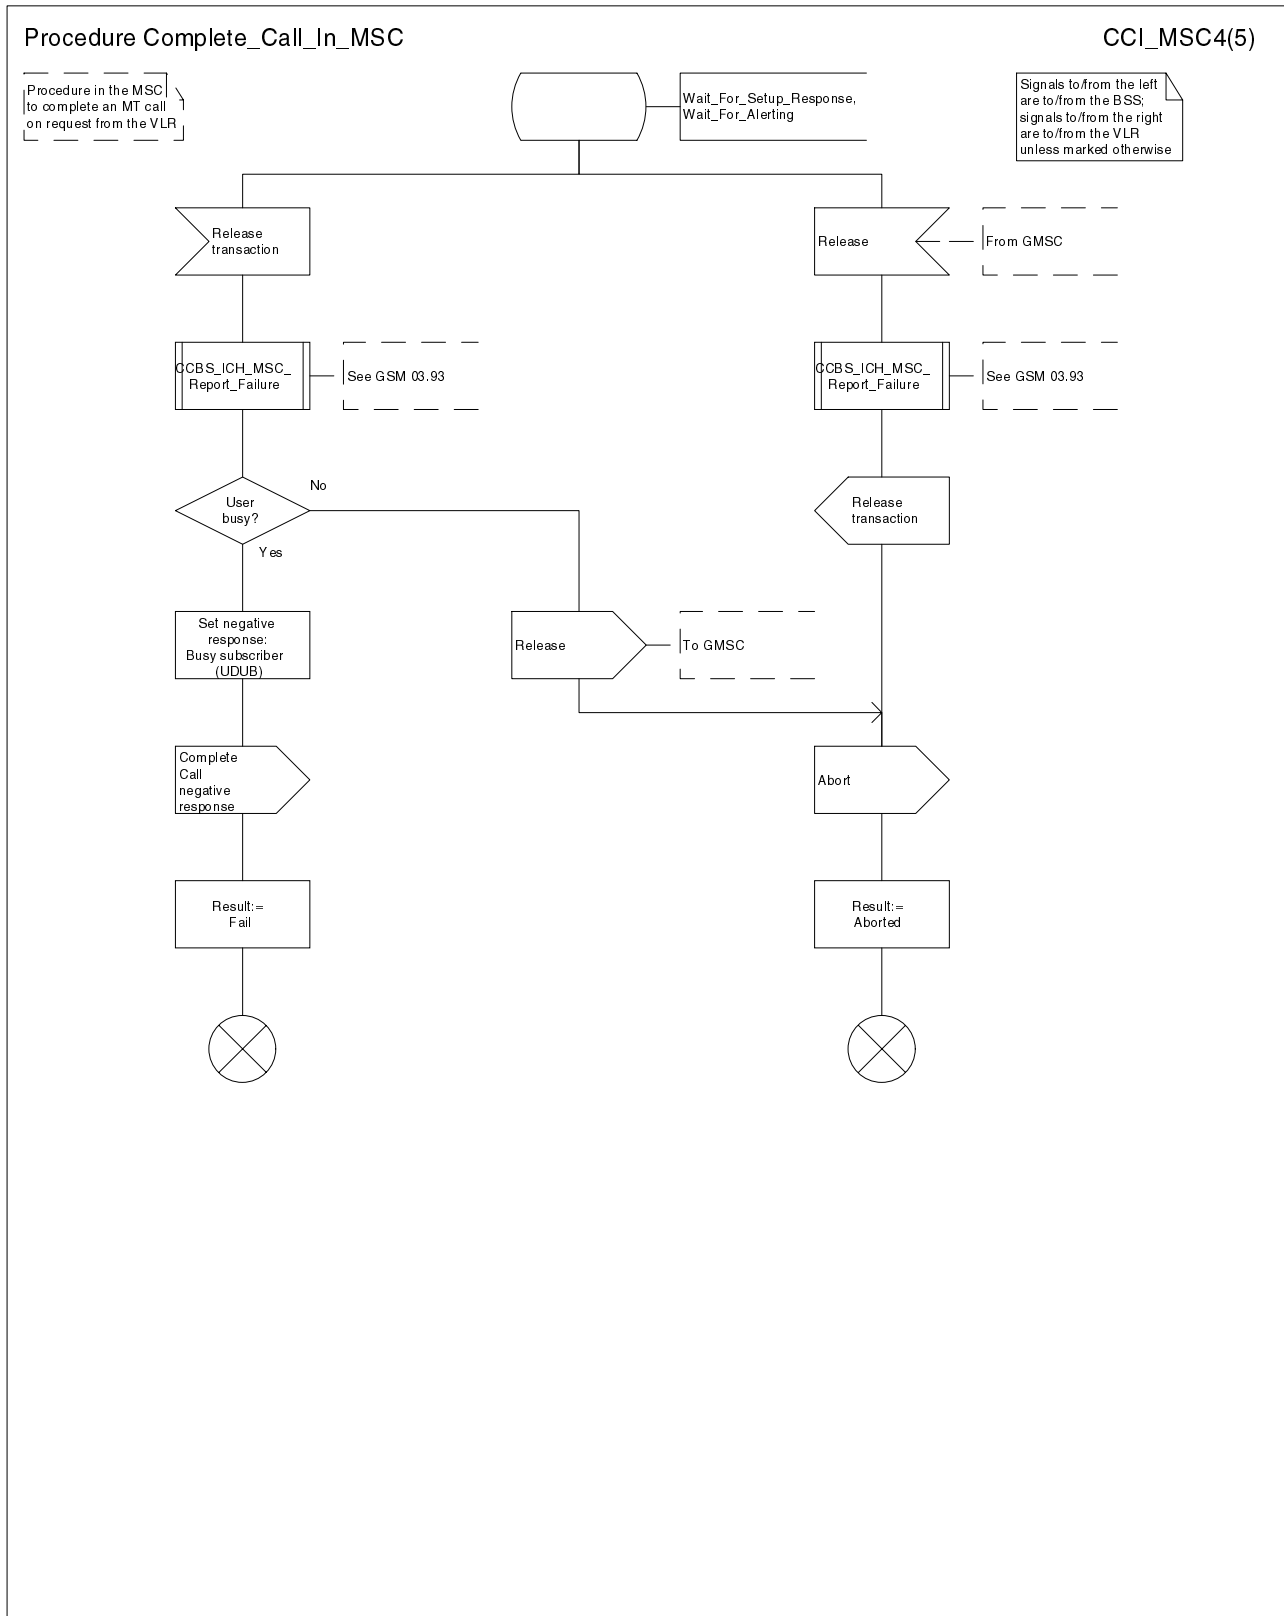 Procedure Complete_Call_In_MSC
CCI_MSC4(5)
Procedure in the MSC
to complete an MT call
on request from the VLR
Wait_For_Setup_Response,
Wait_For_Alerting
Signals to/from the left
are to/from the BSS;
signals to/from the right
are to/from the VLR
unless marked otherwise
Release
transaction
Release
From GMSC
CCBS_ICH_MSC_
Report_Failure
See GSM 03.93
CCBS_ICH_MSC_
Report_Failure
See GSM 03.93
User
busy?
No
Yes
Release
transaction
Set negative
response:
Busy subscriber
(UDUB)
Release
To GMSC
Complete
Call
negative
response
Abort
Result:=
Fail
Result:=
Aborted